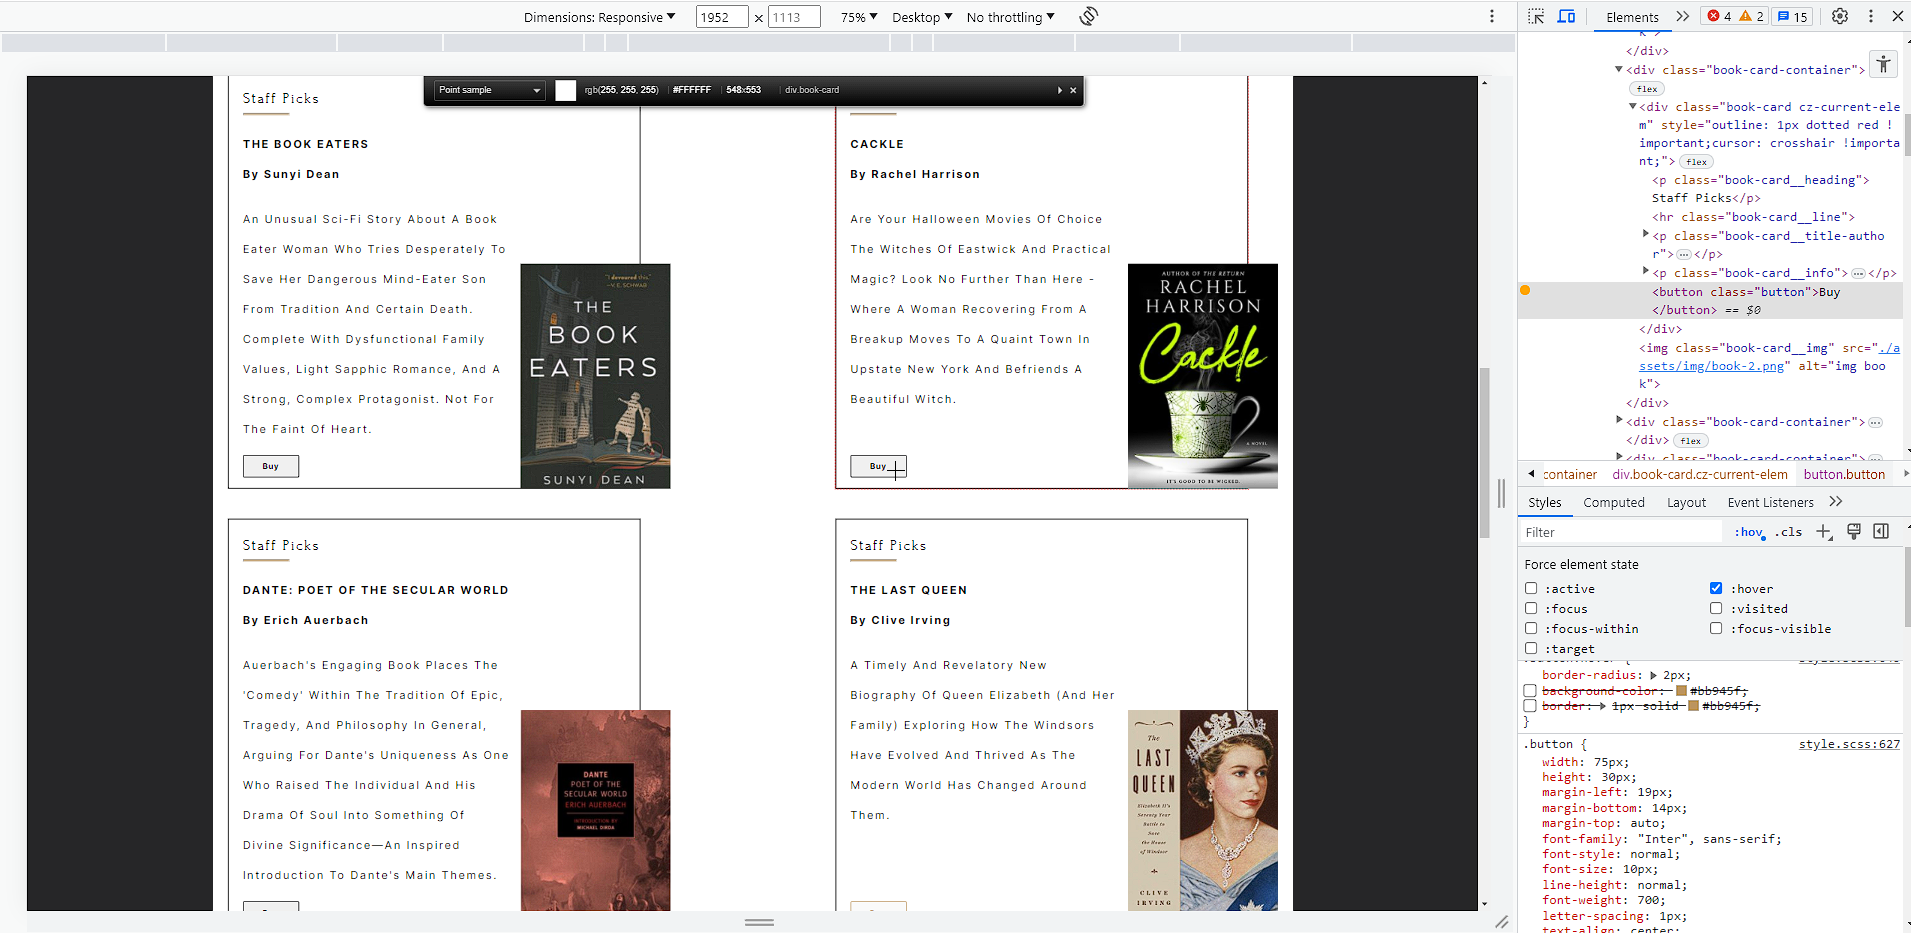 Dimensions: Responsive ▼ 1952 × 1113 75% ▼ Desktop ▼ No throttling ▼
Elements 4 2 15
Point sample rgb(255, 255, 255) #FFFFFF 548x553 div.book-card
Staff Picks
THE BOOK EATERS
By Sunyi Dean
An Unusual Sci-Fi Story About A Book
Eater Woman Who Tries Desperately To
Save Her Dangerous Mind-Eater Son
From Tradition And Certain Death.
Complete With Dysfunctional Family
Values, Light Sapphic Romance, And A
Strong, Complex Protagonist. Not For
The Faint Of Heart.
Buy
"I devoured this."
—V. E. SCHWAB
THE
BOOK
EATERS
SUNYI DEAN
CACKLE
By Rachel Harrison
Are Your Halloween Movies Of Choice
The Witches Of Eastwick And Practical
Magic? Look No Further Than Here -
Where A Woman Recovering From A
Breakup Moves To A Quaint Town In
Upstate New York And Befriends A
Beautiful Witch.
Buy
AUTHOR OF THE RETURN
RACHEL
HARRISON
Cackle
A NOVEL
IT'S GOOD TO BE WICKED.
Staff Picks
DANTE: POET OF THE SECULAR WORLD
By Erich Auerbach
Auerbach's Engaging Book Places The
'Comedy' Within The Tradition Of Epic,
Tragedy, And Philosophy In General,
Arguing For Dante's Uniqueness As One
Who Raised The Individual And His
Drama Of Soul Into Something Of
Divine Significance—An Inspired
Introduction To Dante's Main Themes.
DANTE
POET OF THE
SECULAR WORLD
ERICH AUERBACH
INTRODUCTION BY
MICHAEL DIRDA
Staff Picks
THE LAST QUEEN
By Clive Irving
A Timely And Revelatory New
Biography Of Queen Elizabeth (And Her
Family) Exploring How The Windsors
Have Evolved And Thrived As The
Modern World Has Changed Around
Them.
The
LAST
QUEEN
Elizabeth II's
Seventy Year
Battle to
Save
the House
of Windsor
CLIVE
IRVING
k">
</div>
<div class="book-card-container">
flex
<div class="book-card cz-current-ele
m" style="outline: 1px dotted red !
important;cursor: crosshair !importa
nt;"> flex
<p class="book-card__heading">
Staff Picks</p>
<hr class="book-card__line">
<p class="book-card__title-autho
r">…</p>
<p class="book-card__info">…</p>
<button class="button">Buy
</button> == $0
</div>
<img class="book-card__img" src="./a
ssets/img/book-2.png" alt="img boo
k">
</div>
<div class="book-card-container">…
</div> flex
<div class="book-card-container">…
container div.book-card.cz-current-elem button.button
Styles Computed Layout Event Listeners
Filter :hov .cls
Force element state
:active :hover
:focus :visited
:focus-within :focus-visible
:target
border-radius: 2px;
background-color: #bb945f;
border: 1px solid #bb945f;
}
.button { style.scss:627
width: 75px;
height: 30px;
margin-left: 19px;
margin-bottom: 14px;
margin-top: auto;
font-family: "Inter", sans-serif;
font-style: normal;
font-size: 10px;
line-height: normal;
font-weight: 700;
letter-spacing: 1px;
text-align: center;